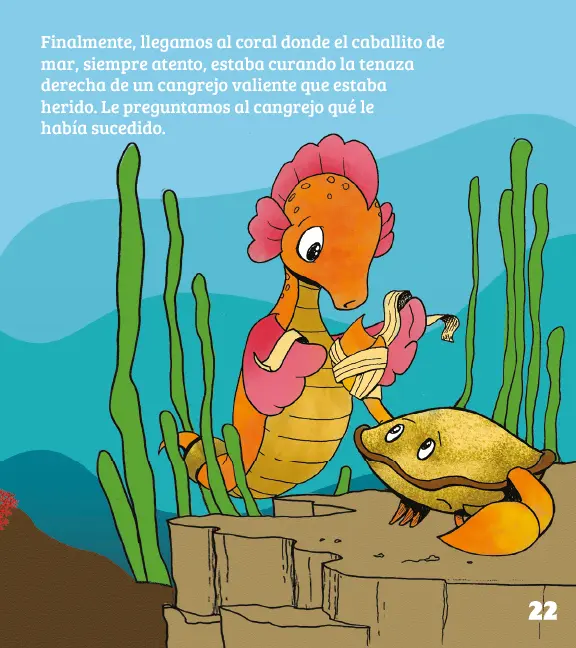 Finalmente, llegamos al coral donde el caballito de
mar, siempre atento, estaba curando la tenaza
derecha de un cangrejo valiente que estaba
herido. Le preguntamos al cangrejo qué le
había sucedido.
22